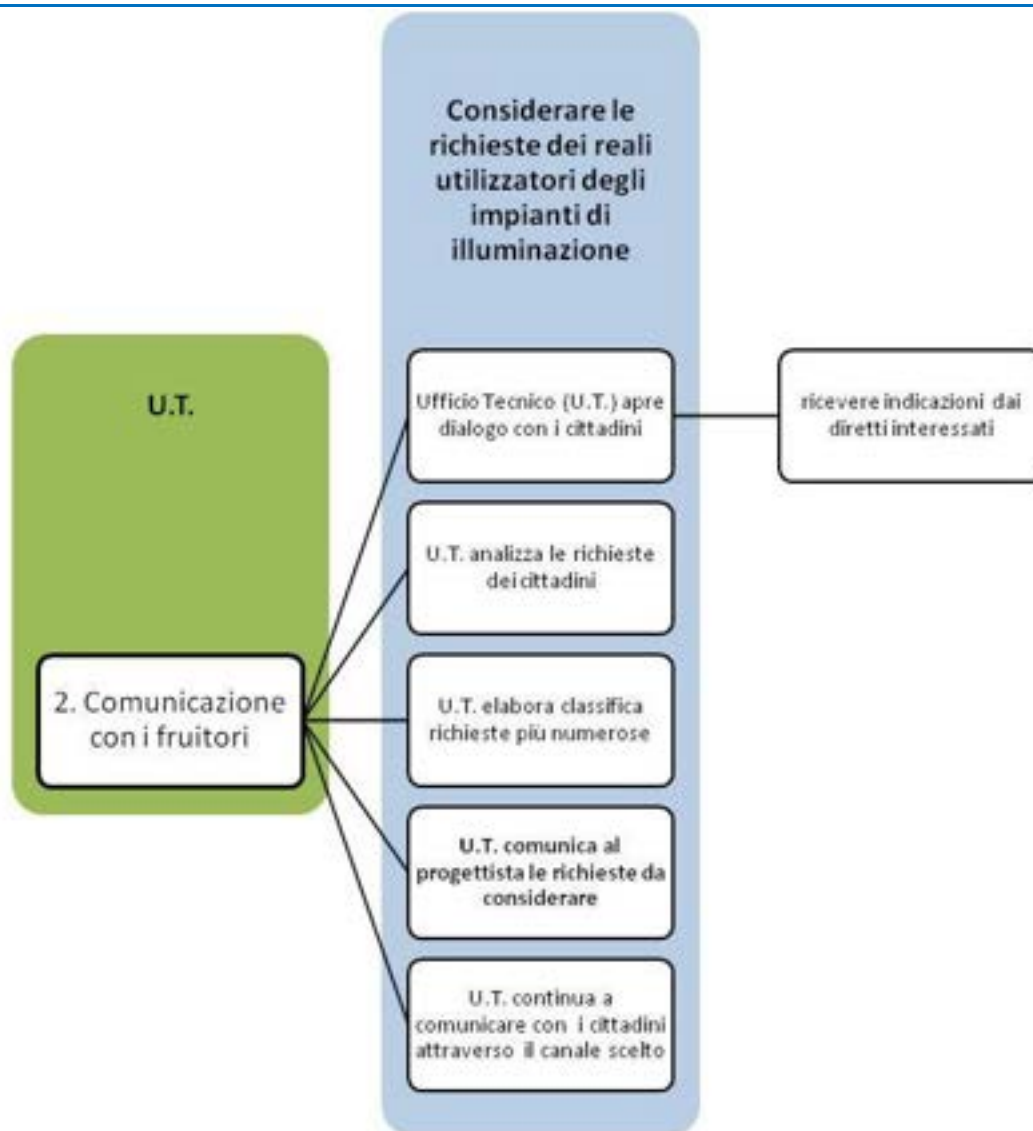 Considerare le
richieste dei reali
utilizzatori degli
impianti di
illuminazione
U.T.
2. Comunicazione
con i fruitori
Ufficio Tecnico (U.T.) apre
dialogo con i cittadini
ricevere indicazioni dai
diretti interessati
U.T. analizza le richieste
dei cittadini
U.T. elabora classifica
richieste più numerose
U.T. comunica al
progettista le richieste da
considerare
U.T. continua a
comunicare con i cittadini
attraverso il canale scelto